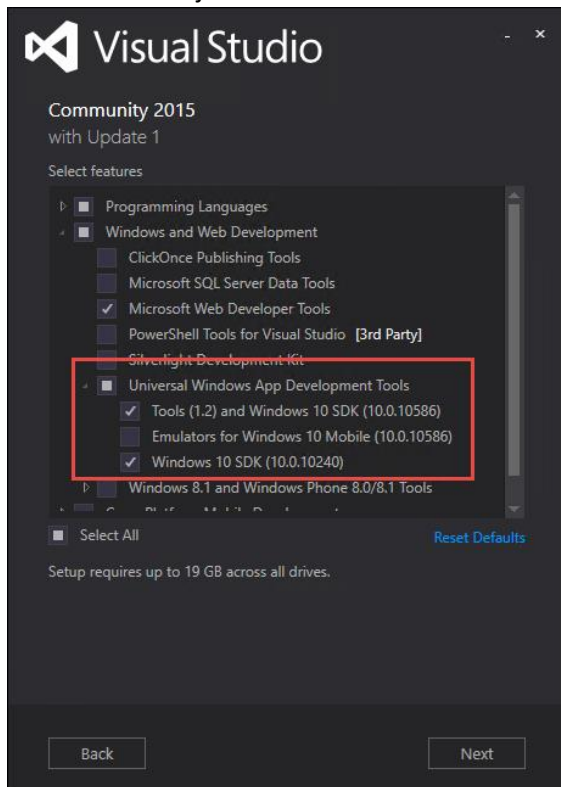 Visual Studio
Community 2015
with Update 1
Select features
Programming Languages
Windows and Web Development
ClickOnce Publishing Tools
Microsoft SQL Server Data Tools
Microsoft Web Developer Tools
PowerShell Tools for Visual Studio [3rd Party]
Silverlight Development Kit
Universal Windows App Development Tools
Tools (1.2) and Windows 10 SDK (10.0.10586)
Emulators for Windows 10 Mobile (10.0.10586)
Windows 10 SDK (10.0.10240)
Windows 8.1 and Windows Phone 8.0/8.1 Tools
Select All
Reset Defaults
Setup requires up to 19 GB across all drives.
Back
Next